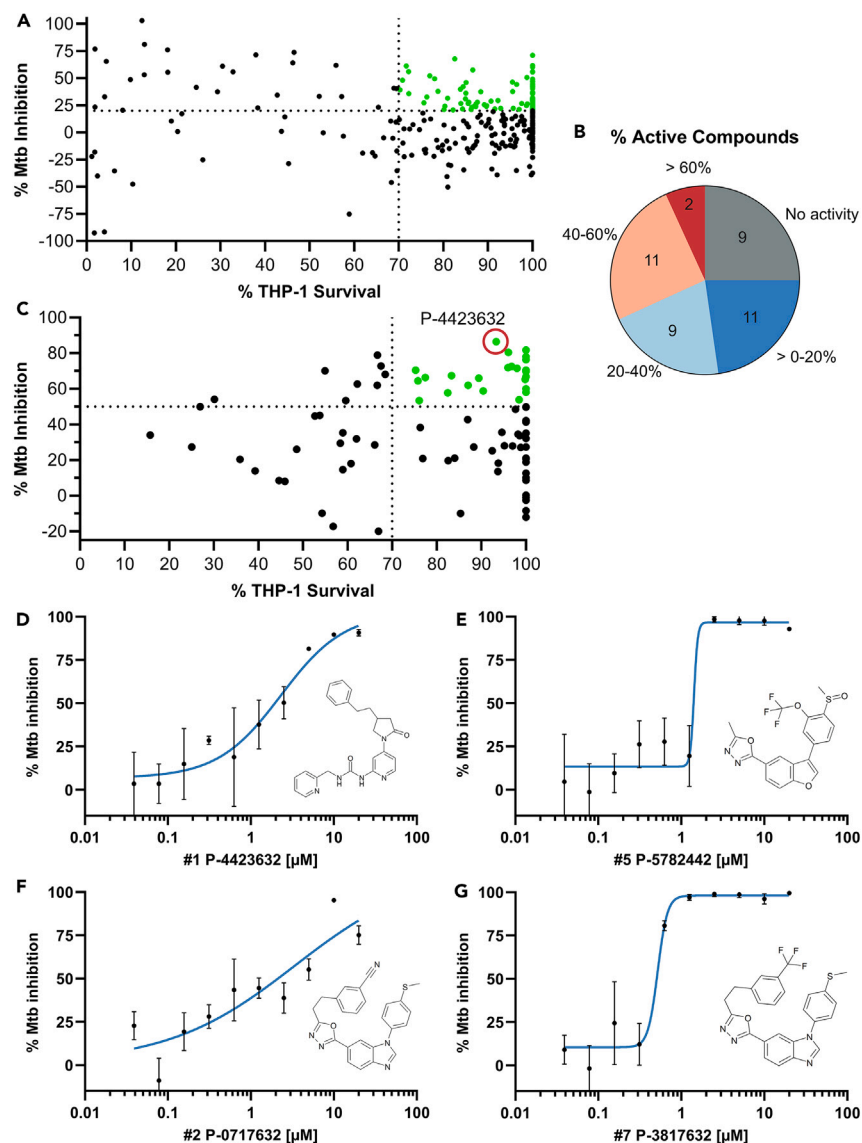 A
100
75
50
25
0
-25
-50
-75
-100
% Mtb Inhibition
0 10 20 30 40 50 60 70 80 90 100
% THP-1 Survival
B
% Active Compounds
> 60%
2
No activity
9
40-60%
11
9
11
20-40%
> 0-20%
C
P-4423632
100
80
60
40
20
0
-20
% Mtb Inhibition
0 10 20 30 40 50 60 70 80 90 100
% THP-1 Survival
D
100
75
50
25
0
% Mtb inhibition
O
N
N
N
H
O
N
H
N
0.01 0.1 1 10 100
#1 P-4423632 [µM]
E
100
75
50
25
0
% Mtb inhibition
F
F
F
O
S
O
O
N
N
O
0.01 0.1 1 10 100
#5 P-5782442 [µM]
F
100
75
50
25
0
% Mtb inhibition
N
S
O
N
N
N
N
0.01 0.1 1 10 100
#2 P-0717632 [µM]
G
100
75
50
25
0
% Mtb inhibition
F
F
F
S
O
N
N
N
N
0.01 0.1 1 10 100
#7 P-3817632 [µM]